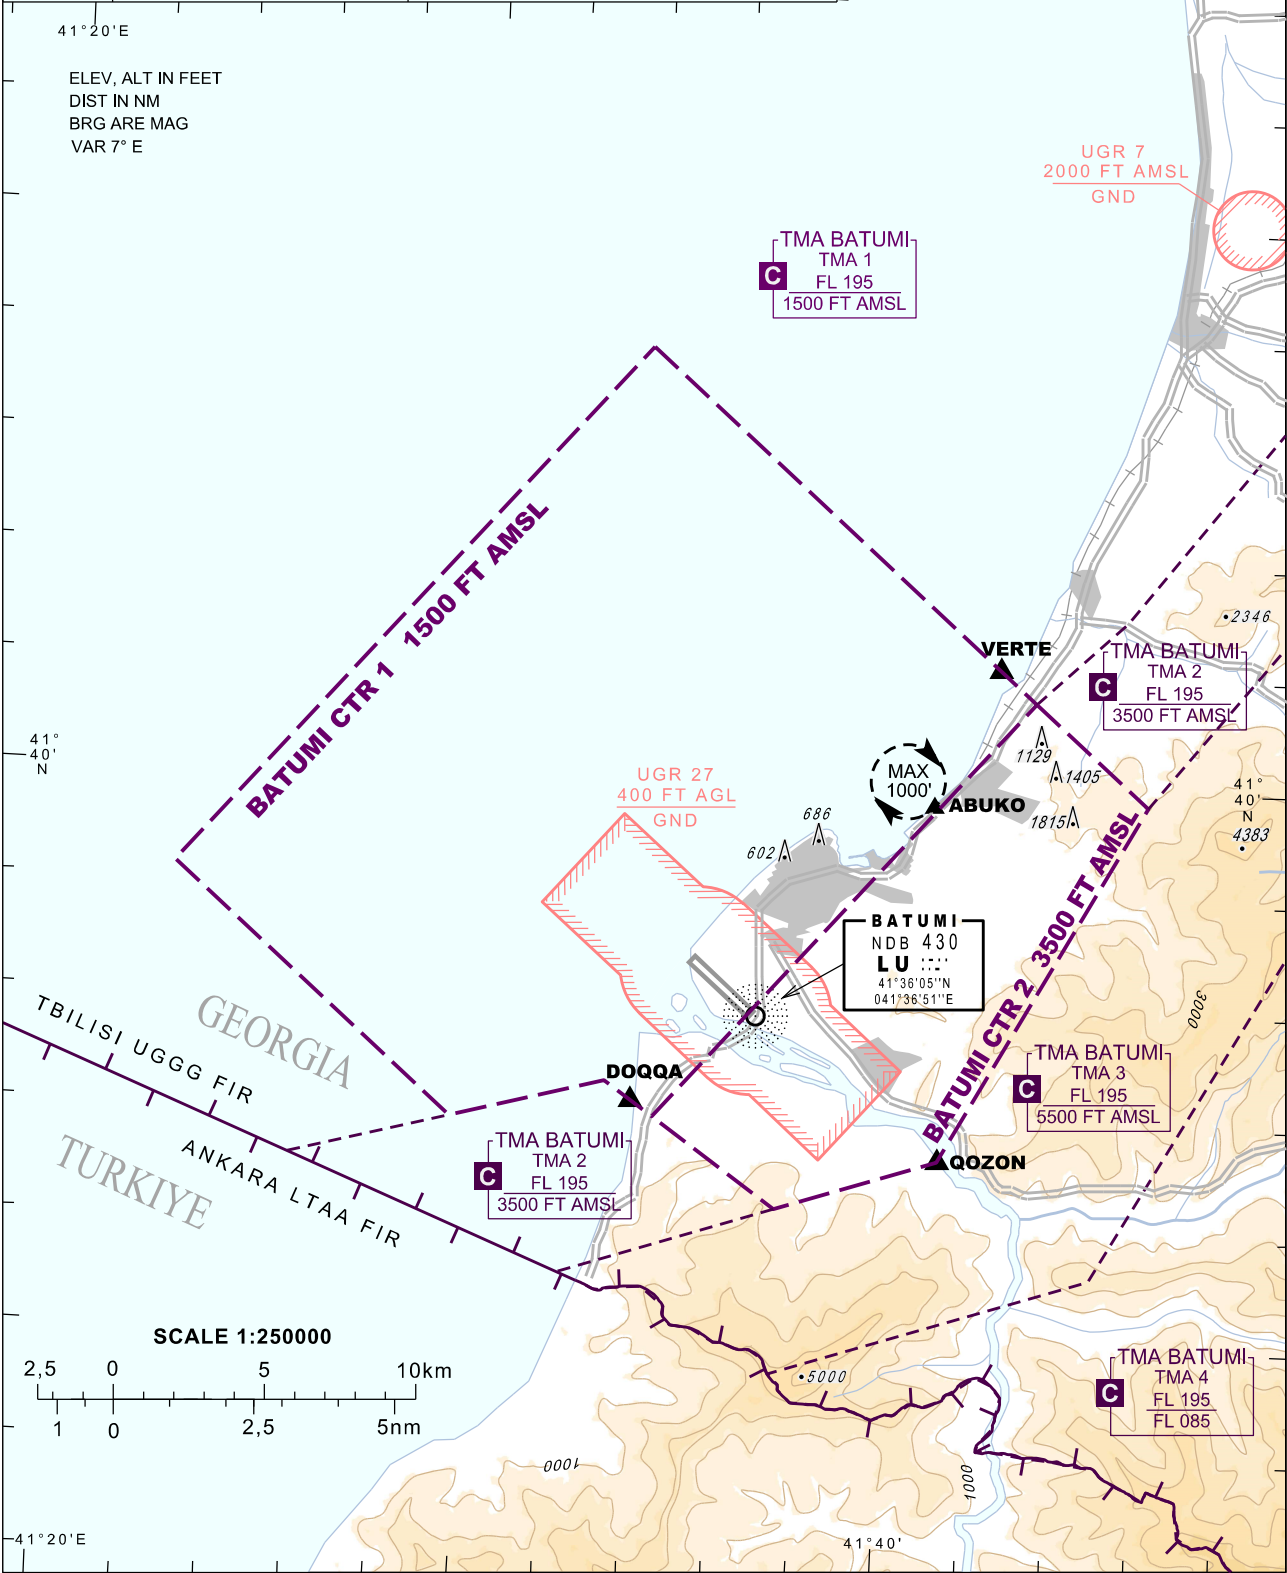 41°20'E
ELEV, ALT IN FEET
DIST IN NM
BRG ARE MAG
VAR 7° E
UGR 7
2000 FT AMSL
GND
TMA BATUMI
TMA 1
C
FL 195
1500 FT AMSL
BATUMI CTR 1 1500 FT AMSL
2346
VERTE
TMA BATUMI
TMA 2
C
FL 195
3500 FT AMSL
41°
40'
N
1129
1405
MAX
1000'
UGR 27
400 FT AGL
GND
41°
40'
N
ABUKO
686
1815
4383
602
BATUMI CTR 2 3500 FT AMSL
BATUMI
NDB 430
LU
41°36'05"N
041°36'51"E
3000
TBILISI UGGG FIR
GEORGIA
TMA BATUMI
TMA 3
C
FL 195
5500 FT AMSL
DOQQA
TURKIYE
ANKARA LTAA FIR
TMA BATUMI
TMA 2
C
FL 195
3500 FT AMSL
QOZON
SCALE 1:250000
2,5 0 5 10km
1 0 2,5 5nm
5000
TMA BATUMI
TMA 4
C
FL 195
FL 085
1000
1000
41°20'E
41°40'